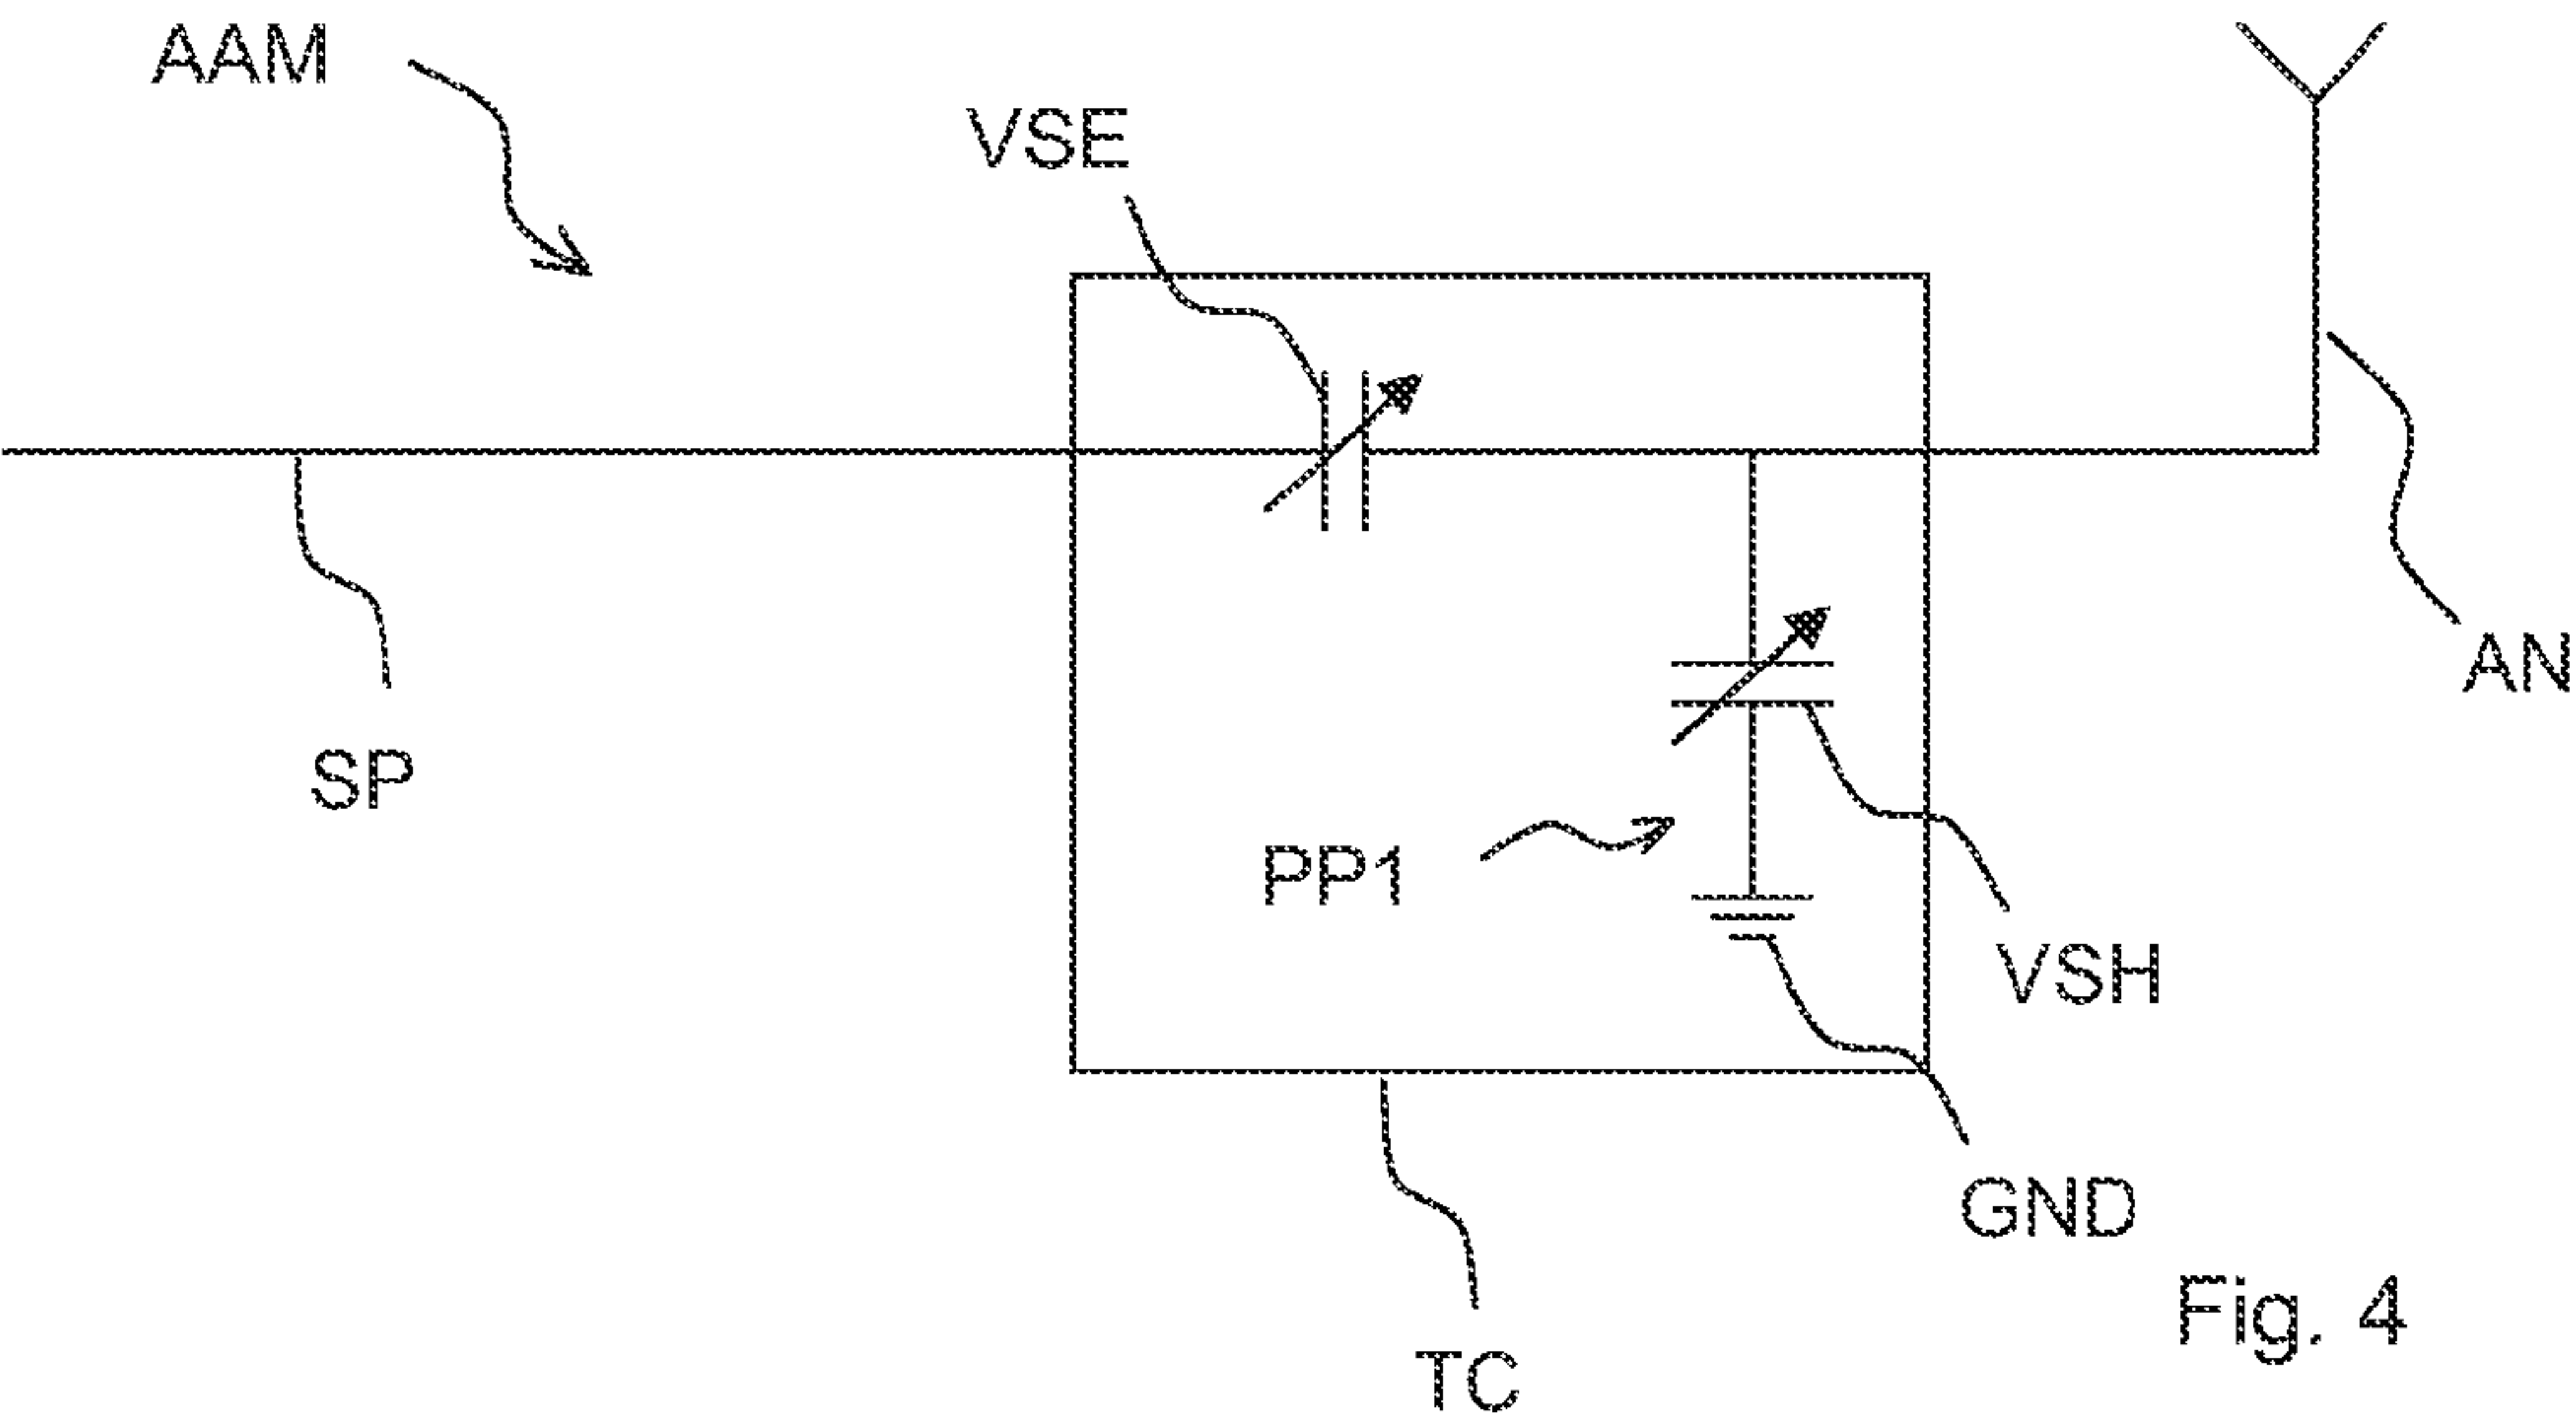 AAM
VSE
AN
SP
PP1
VSH
GND
Fig. 4
TC